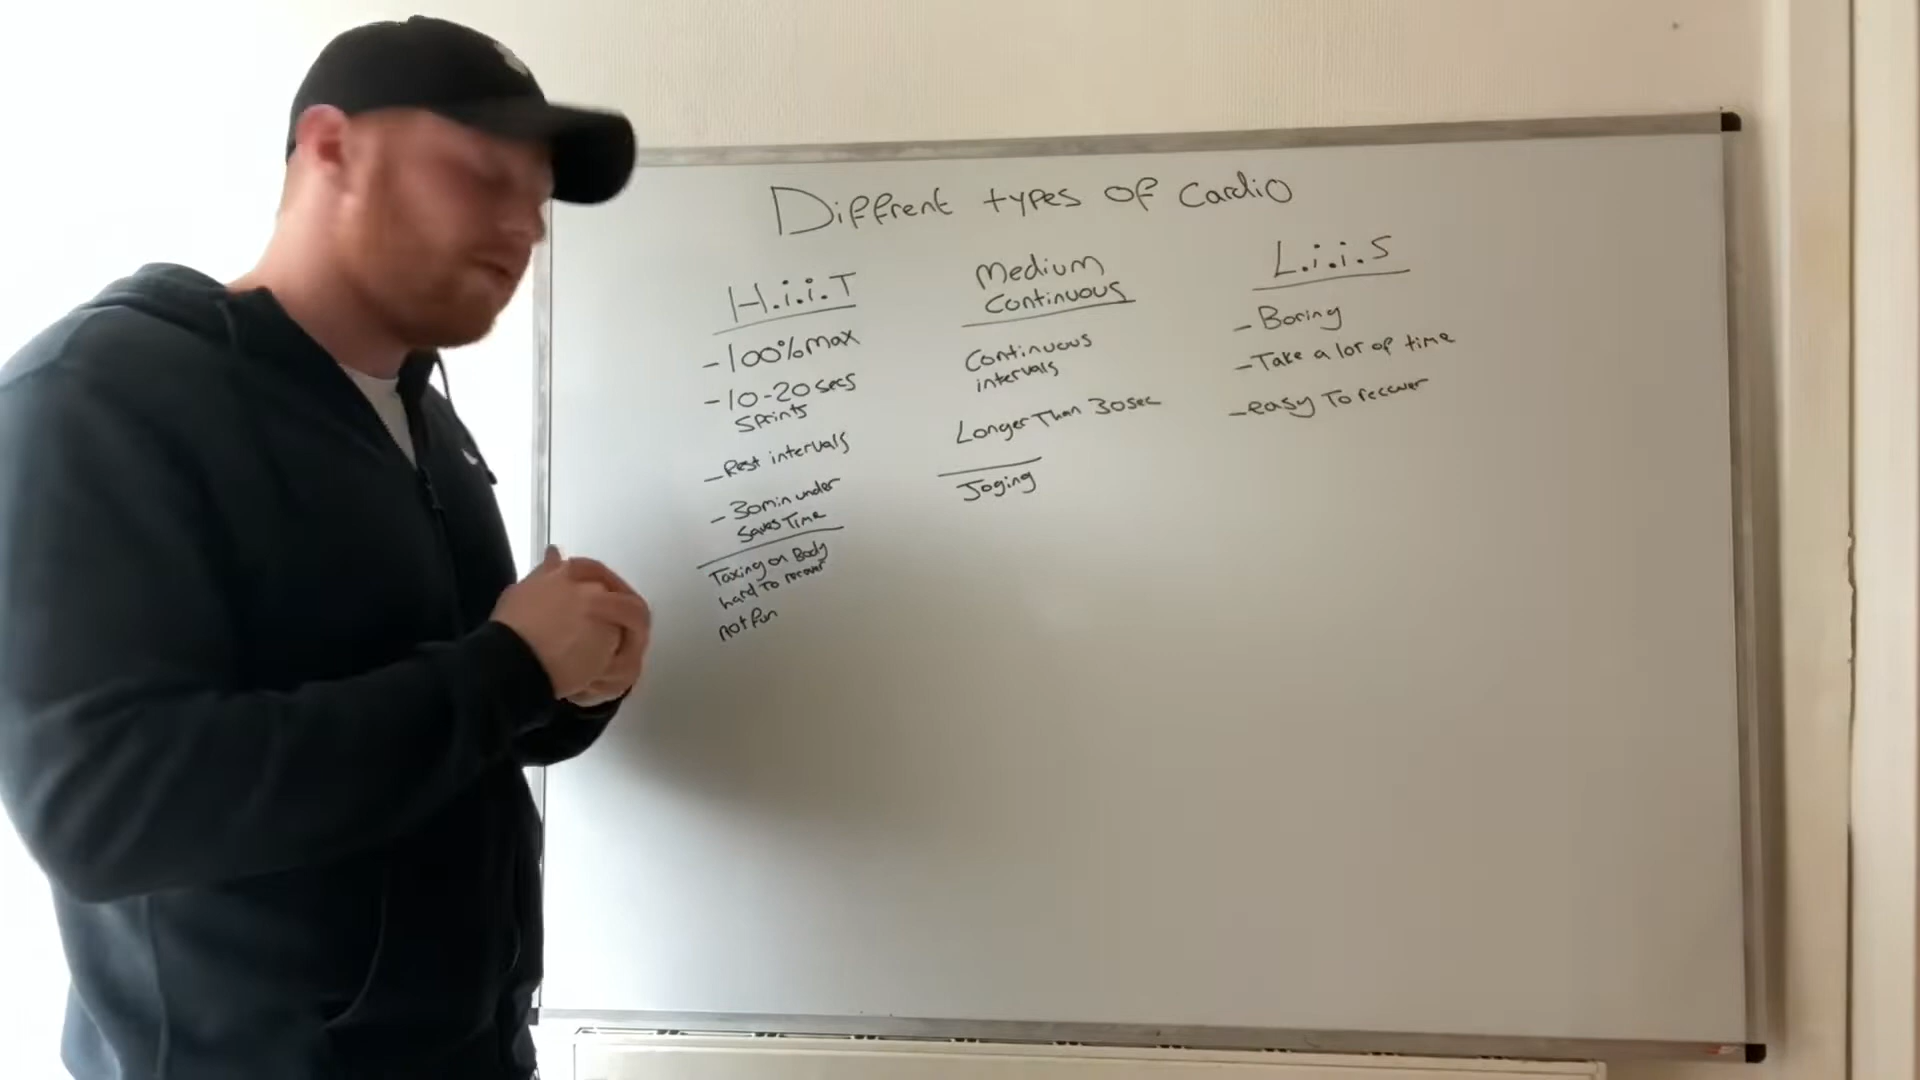 Diffrent types of cardio
H.i.i.T
- 100% max
- 10-20 secs
sprints
- Rest intervals
- 30min under
saves Time
Taxing on Body
hard to recover
not fun
Medium
Continuous
Continuous
intervals
Longer Than 30sec
Joging
L.i.i.S
- Boring
- Take a lot of time
- easy To recover